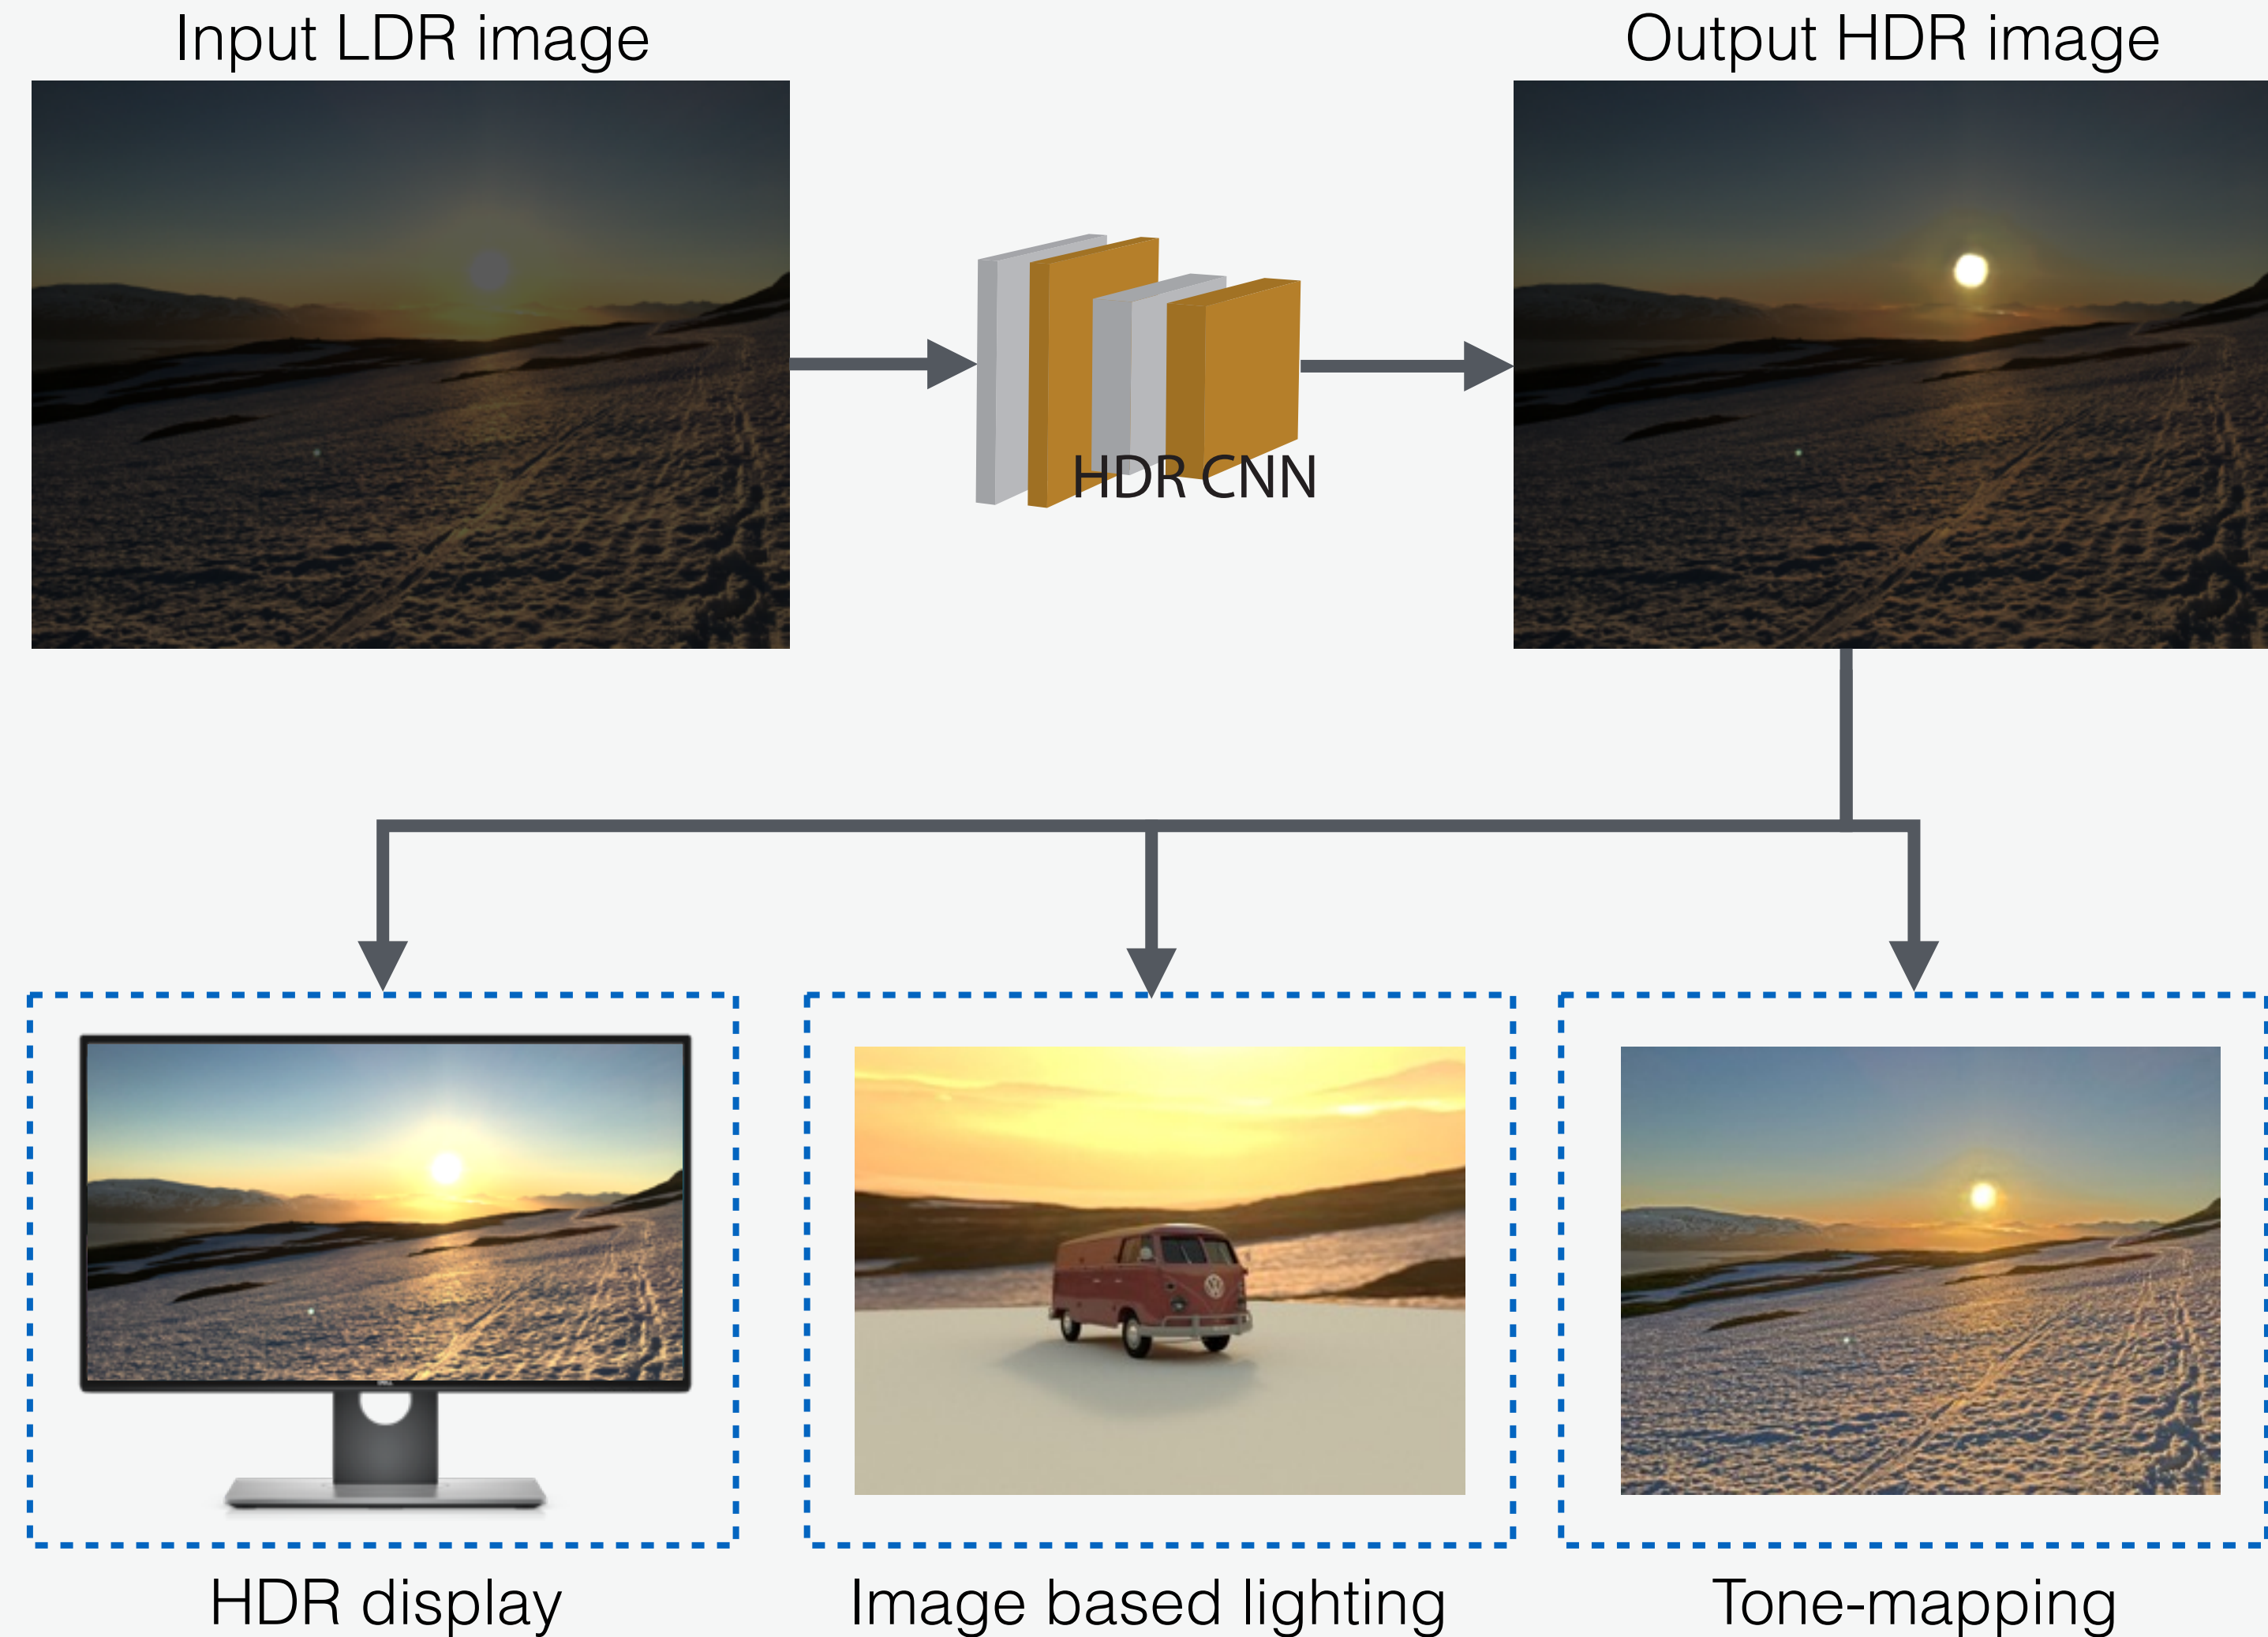 Input LDR image
Output HDR image
HDR CNN
HDR display
Image based lighting
Tone-mapping